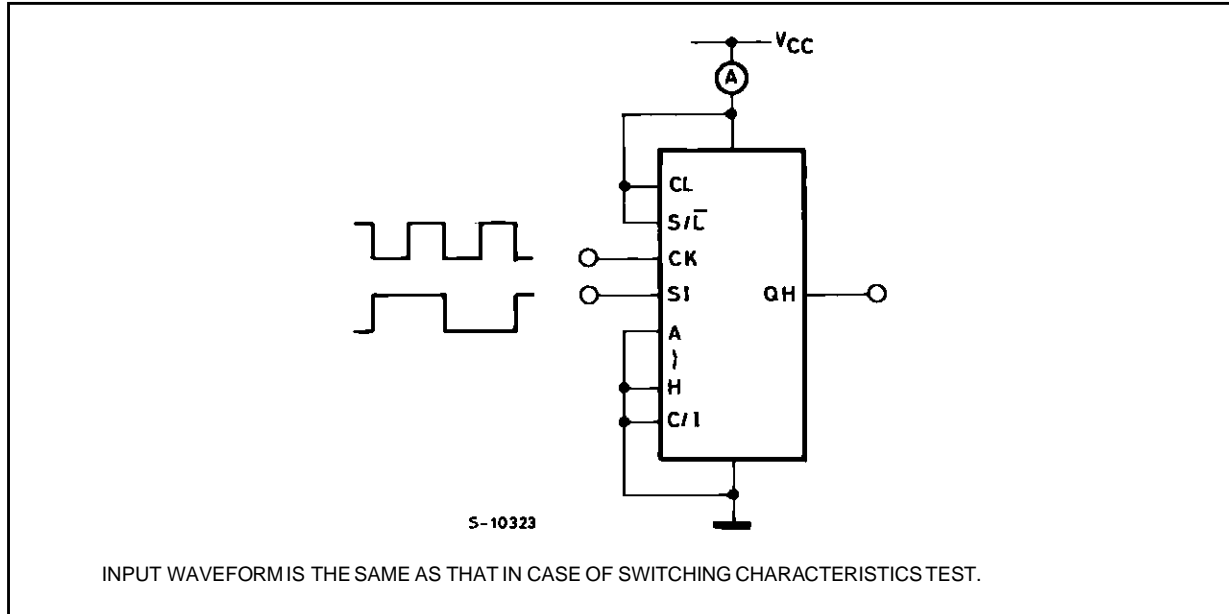 VCC
A
CL
S/L̅
CK
SI
QH
A
H
C/I
S-10323
INPUT WAVEFORM IS THE SAME AS THAT IN CASE OF SWITCHING CHARACTERISTICS TEST.